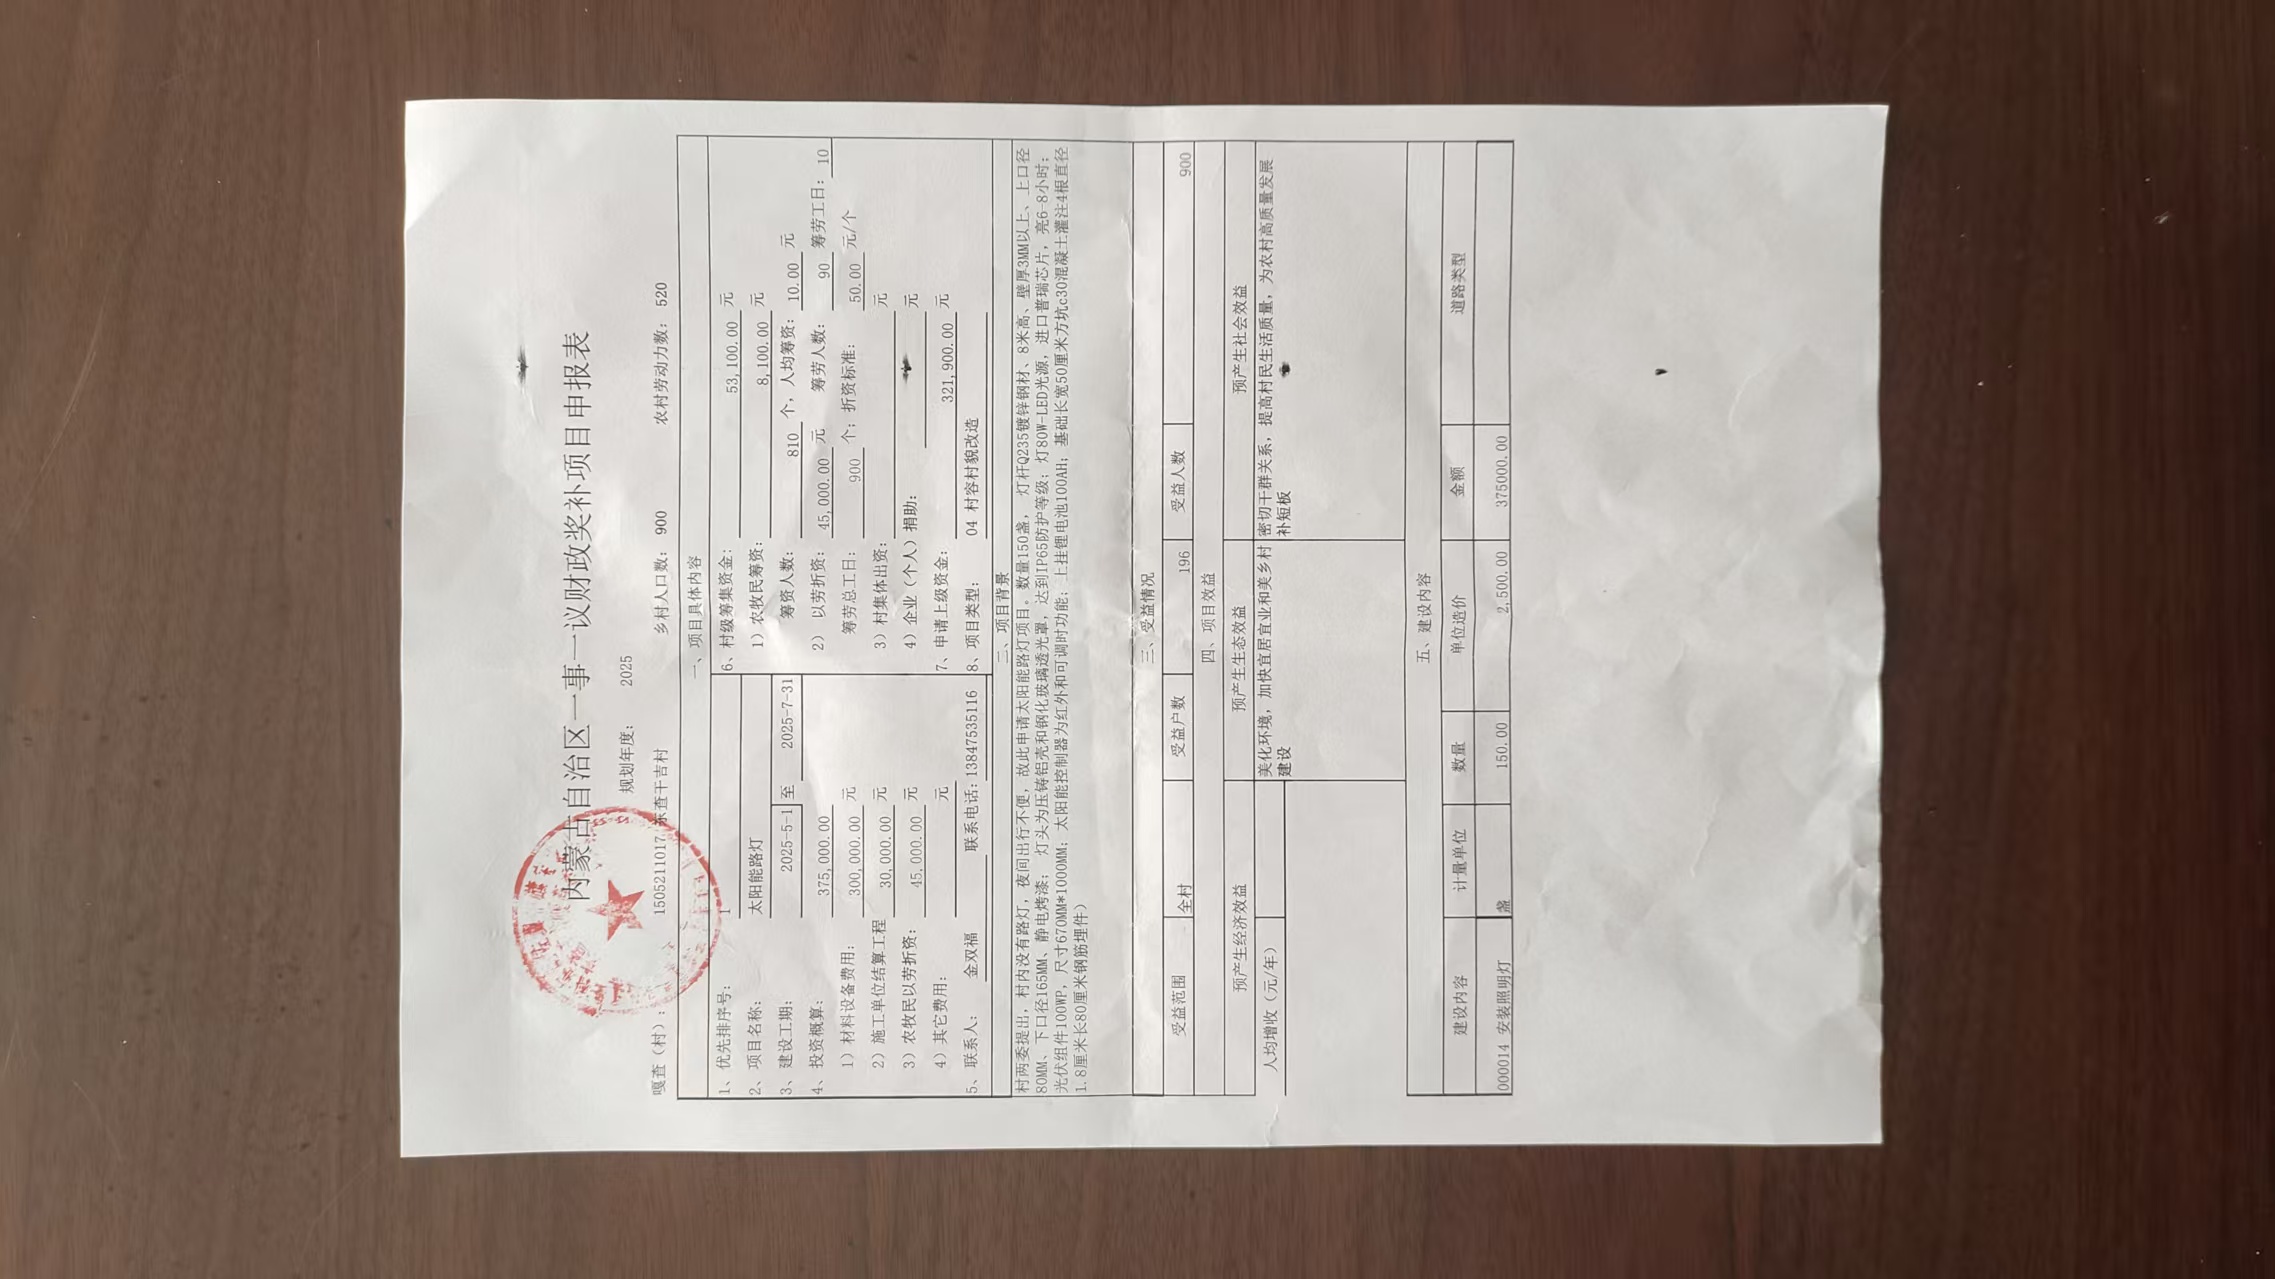 内蒙古自治区一事一议财政奖补项目申报表
规划年度： 2025
嘎查（村）： 150521101 东查干吉村 乡村人口数： 900 农村劳动力数： 520
一、项目具体内容
1、优先排序号： 1
2、项目名称： 太阳能路灯
3、建设工期： 2025-5-1 至 2025-7-31
4、投资概算： 375,000.00
1）材料设备费用： 300,000.00 元
2）施工单位结算工程 30,000.00 元
3）农牧民以劳折资： 45,000.00 元
4）其它费用： 元
5、联系人： 金双福 联系电话：13847535116
6、村级筹集资金： 53,100.00 元
1）农牧民筹资： 8,100.00 元
筹资人数： 810 个，人均筹资： 10.00 元
2） 以劳折资： 45,000.00 元 筹劳人数： 90 筹劳工日： 10
筹劳总工日： 900 个；折资标准： 50.00 元/个
3）村集体出资： 元
4）企业（个人）捐助： 元
7、申请上级资金： 321,900.00 元
8、项目类型： 04 村容村貌改造
二、项目背景
村两委提出，村内没有路灯，夜间出行不便，故此申请太阳能路灯项目。数量150盏， 灯杆Q235镀锌钢材、8米高、壁厚3MM以上、上口径
80MM、下口径165MM、静电烤漆； 灯头为压铸铝壳和钢化玻璃透光罩，达到IP65防护等级；灯80W-LED光源，进口普瑞芯片，亮6-8小时；
光伏组件100WP，尺寸670MM*1000MM； 太阳能控制器为红外和可调时功能；上挂锂电池100AH；基础长宽50厘米方坑c30混凝土灌注4根直径
1.8厘米长80厘米钢筋埋件）
三、受益情况
受益范围 全村 受益户数 196 受益人数 900
四、项目效益
预产生经济效益 预产生生态效益 预产生社会效益
人均增收（元/年）
美化环境，加快宜居宜业和美乡村
建设
密切干群关系，提高村民生活质量，为农村高质量发展
补短板
五、建设内容
建设内容 计量单位 数量 单位造价 金额 道路类型
000014 安装照明灯 盏 150.00 2,500.00 375000.00